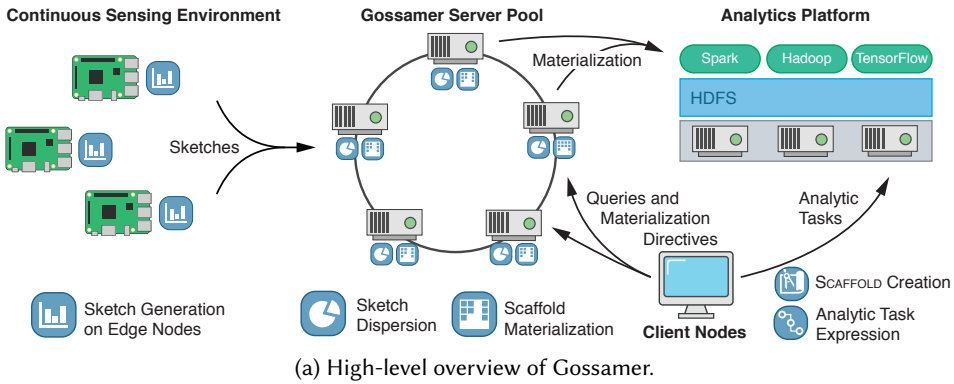 Continuous Sensing Environment
Gossamer Server Pool
Analytics Platform
Sketches
Materialization
Spark
Hadoop
TensorFlow
HDFS
Queries and
Materialization
Directives
Analytic
Tasks
Client Nodes
Sketch Generation
on Edge Nodes
Sketch
Dispersion
Scaffold
Materialization
SCAFFOLD Creation
Analytic Task
Expression
(a) High-level overview of Gossamer.